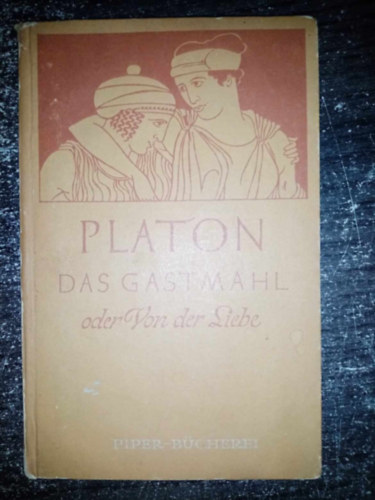 PLATON
DAS GASTMAHL
oder Von der Liebe
PIPER-BÜCHEREI